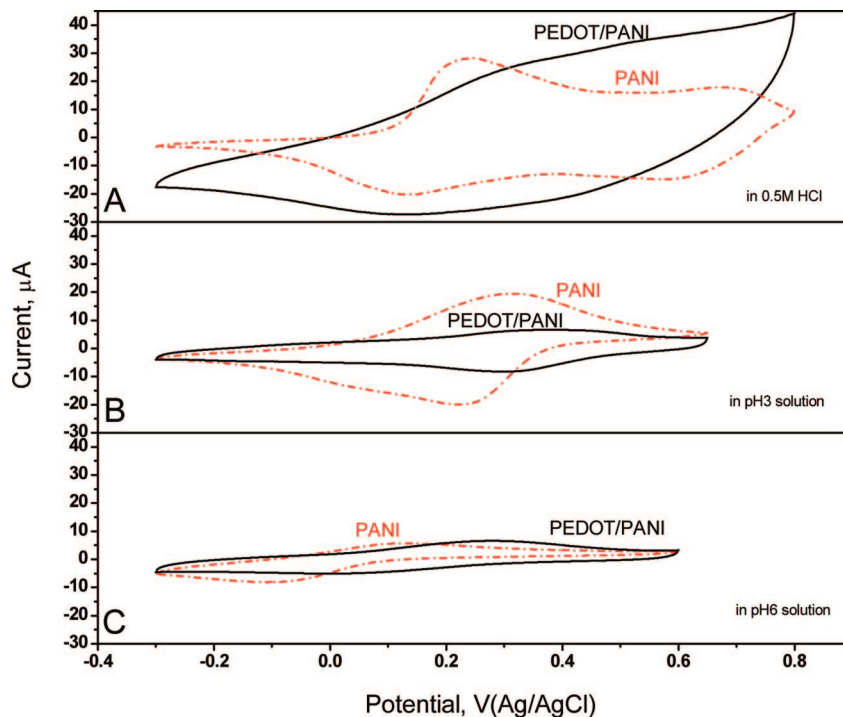 40
30
20
10
0
-10
-20
-30
PEDOT/PANI
PANI
A
in 0.5M HCl
40
30
20
10
0
-10
-20
-30
PANI
PEDOT/PANI
B
in pH3 solution
40
30
20
10
0
-10
-20
-30
PANI
PEDOT/PANI
C
in pH6 solution
Current, μA
-0.4 -0.2 0.0 0.2 0.4 0.6 0.8
Potential, V(Ag/AgCl)